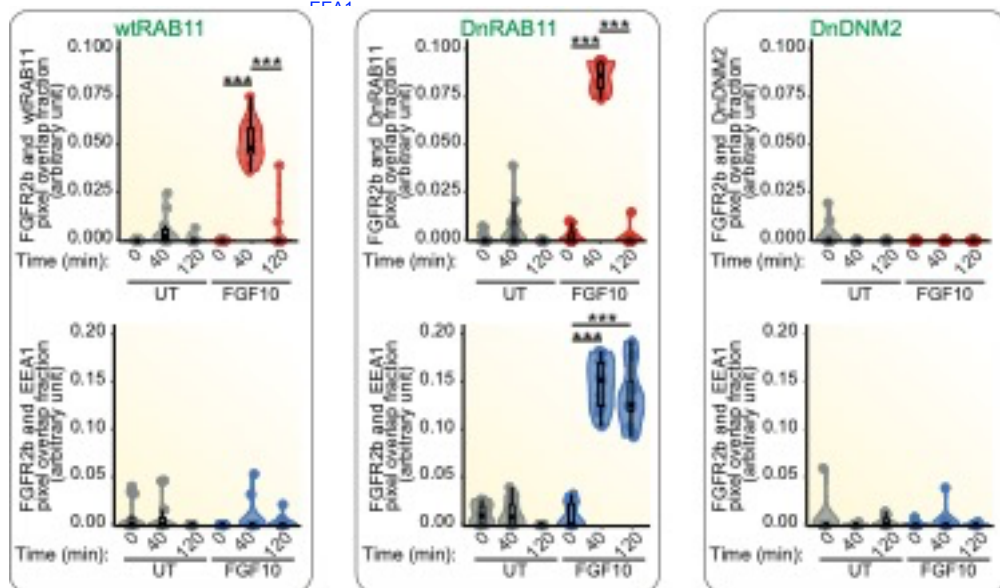 EEA1
wtRAB11
FGFR2b and wtRAB11
pixel overlap fraction
(arbitrary unit)
0.100
0.075
0.050
0.025
0.000
*** ***
Time (min): 0 40 120 0 40 120
UT FGF10
DnRAB11
FGFR2b and DnRAB11
pixel overlap fraction
(arbitrary unit)
0.100
0.075
0.050
0.025
0.000
*** ***
Time (min): 0 40 120 0 40 120
UT FGF10
DnDNM2
FGFR2b and DnDNM2
pixel overlap fraction
(arbitrary unit)
0.100
0.075
0.050
0.025
0.000
Time (min): 0 40 120 0 40 120
UT FGF10
FGFR2b and EEA1
pixel overlap fraction
(arbitrary unit)
0.20
0.15
0.10
0.05
0.00
Time (min): 0 40 120 0 40 120
UT FGF10
FGFR2b and EEA1
pixel overlap fraction
(arbitrary unit)
0.20
0.15
0.10
0.05
0.00
***
***
Time (min): 0 40 120 0 40 120
UT FGF10
FGFR2b and EEA1
pixel overlap fraction
(arbitrary unit)
0.20
0.15
0.10
0.05
0.00
Time (min): 0 40 120 0 40 120
UT FGF10